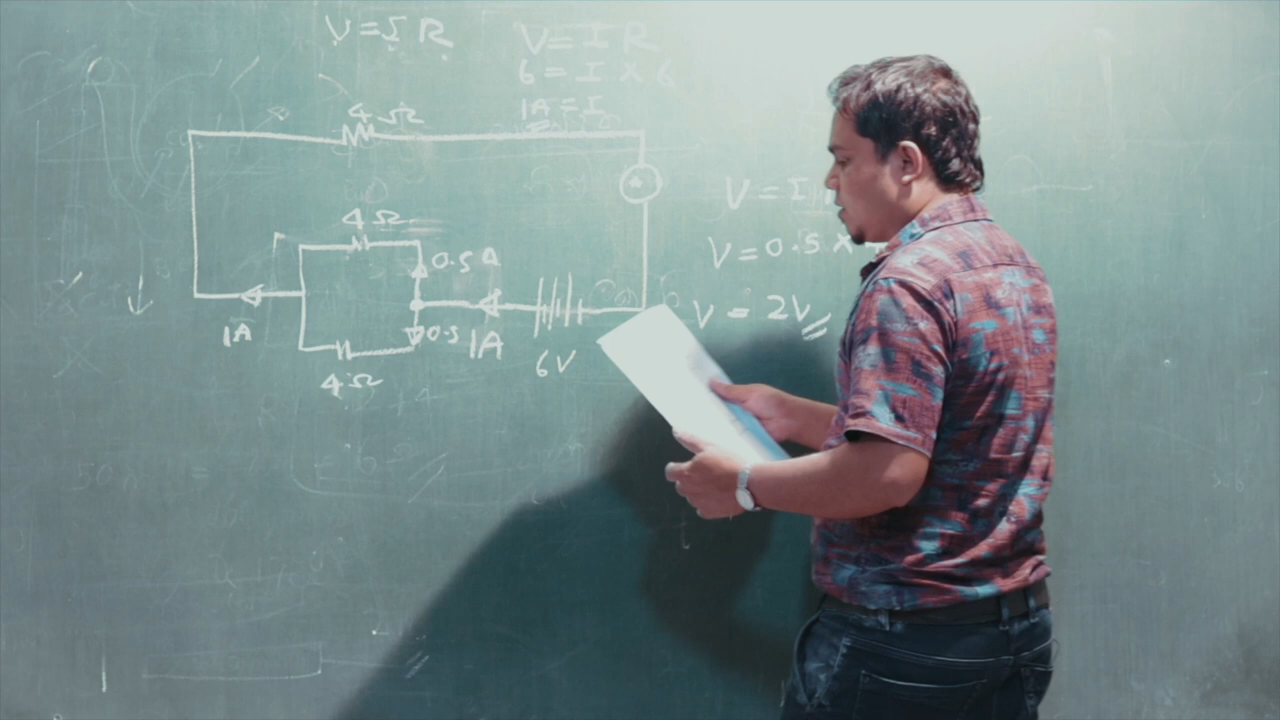 V=IR
V=IR
6=I×6
1A=I
4Ω
4Ω
0.5A
V=I
V=0.5×
V=2V
1A
0.5
1A
6V
4Ω